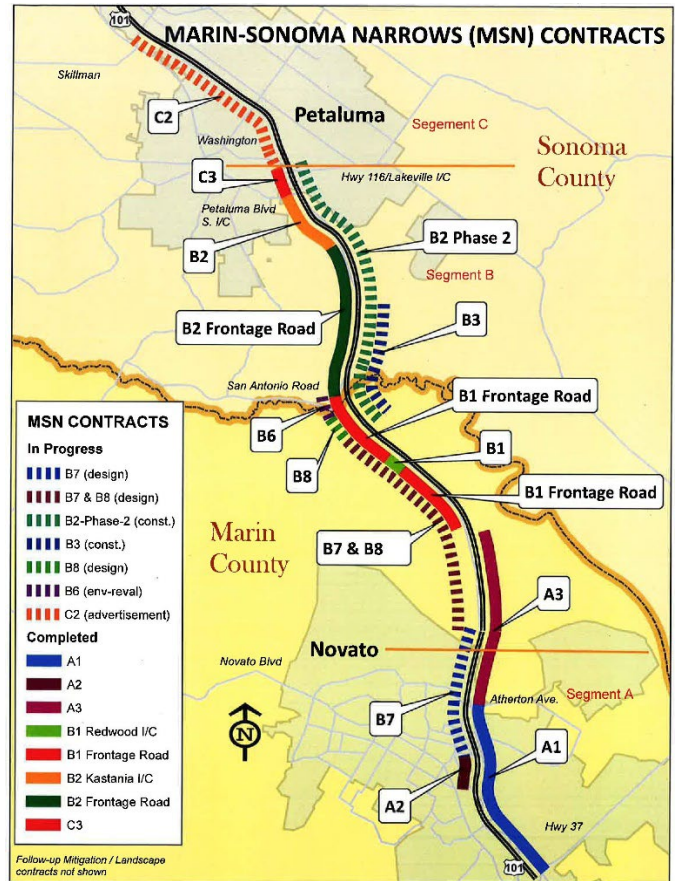 101
MARIN-SONOMA NARROWS (MSN) CONTRACTS
Skillman
C2
Petaluma
Segement C
Washington
Sonoma
County
C3
Hwy 116/Lakeville I/C
Petaluma Blvd
S. I/C
B2
B2 Phase 2
Segment B
B2 Frontage Road
B3
San Antonio Road
B1 Frontage Road
B6
B1
B8
B1 Frontage Road
Marin
County
B7 & B8
A3
Novato
Novato Blvd
Atherton Ave.
Segment A
B7
N
A1
A2
Hwy 37
101
MSN CONTRACTS
In Progress
B7 (design)
B7 & B8 (design)
B2-Phase-2 (const.)
B3 (const.)
B8 (design)
B6 (env-reval)
C2 (advertisement)
Completed
A1
A2
A3
B1 Redwood I/C
B1 Frontage Road
B2 Kastania I/C
B2 Frontage Road
C3
Follow-up Mitigation / Landscape
contracts not shown